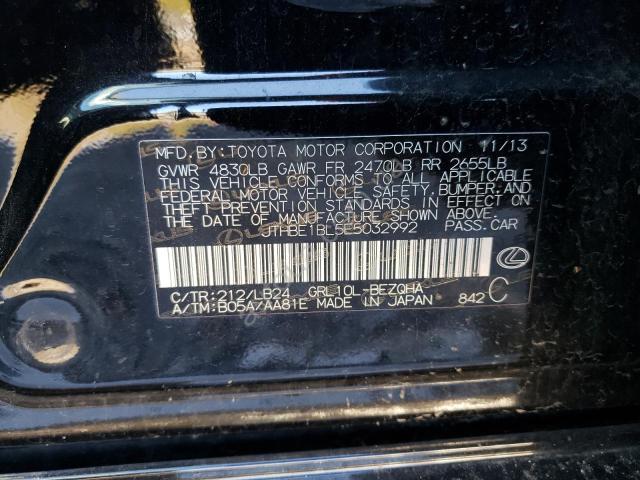 MFD. BY: TOYOTA MOTOR CORPORATION 11/13
GVWR 4830LB GAWR FR 2470LB RR 2655LB
THIS VEHICLE CONFORMS TO ALL APPLICABLE
FEDERAL MOTOR VEHICLE SAFETY, BUMPER, AND
THEFT PREVENTION STANDARDS IN EFFECT ON
THE DATE OF MANUFACTURE SHOWN ABOVE.
JTHBE1BL5E5032992 PASS.CAR
C/TR:212/LB24 GRL10L-BEZQHA
A/TM:B05A/AA81E MADE IN JAPAN 842 C